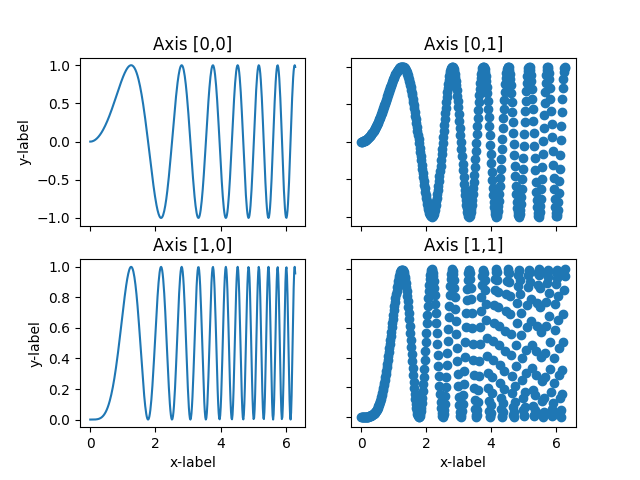 Axis [0,0]
Axis [0,1]
1.0
0.5
0.0
−0.5
−1.0
y-label
Axis [1,0]
Axis [1,1]
1.0
0.8
0.6
0.4
0.2
0.0
y-label
0 2 4 6
0 2 4 6
x-label
x-label